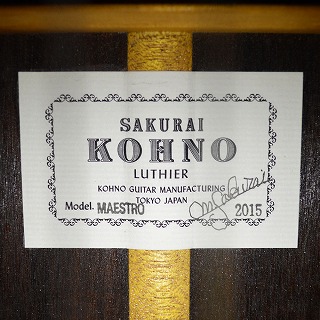 SAKURAI
KOHNO
LUTHIER
KOHNO GUITAR MANUFACTURING
TOKYO JAPAN
Model. MAESTRO 2015